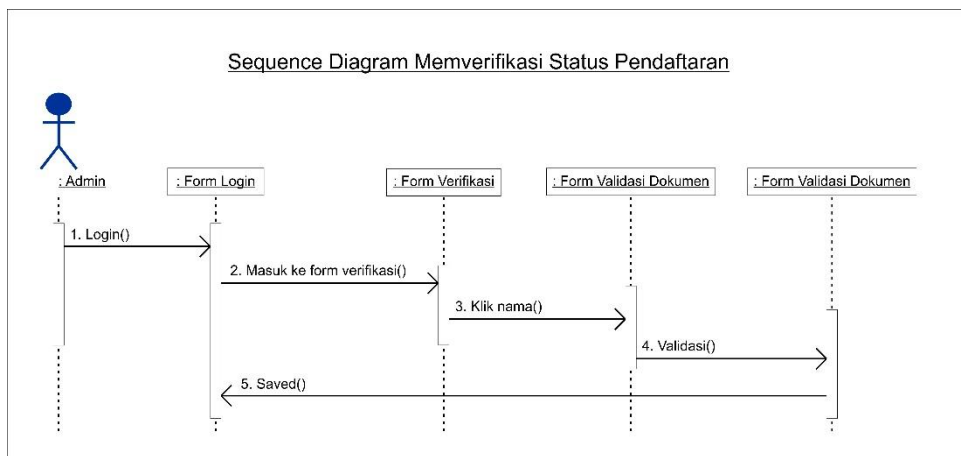 Sequence Diagram Memverifikasi Status Pendaftaran
: Admin
: Form Login
: Form Verifikasi
: Form Validasi Dokumen
: Form Validasi Dokumen
1. Login()
2. Masuk ke form verifikasi()
3. Klik nama()
4. Validasi()
5. Saved()